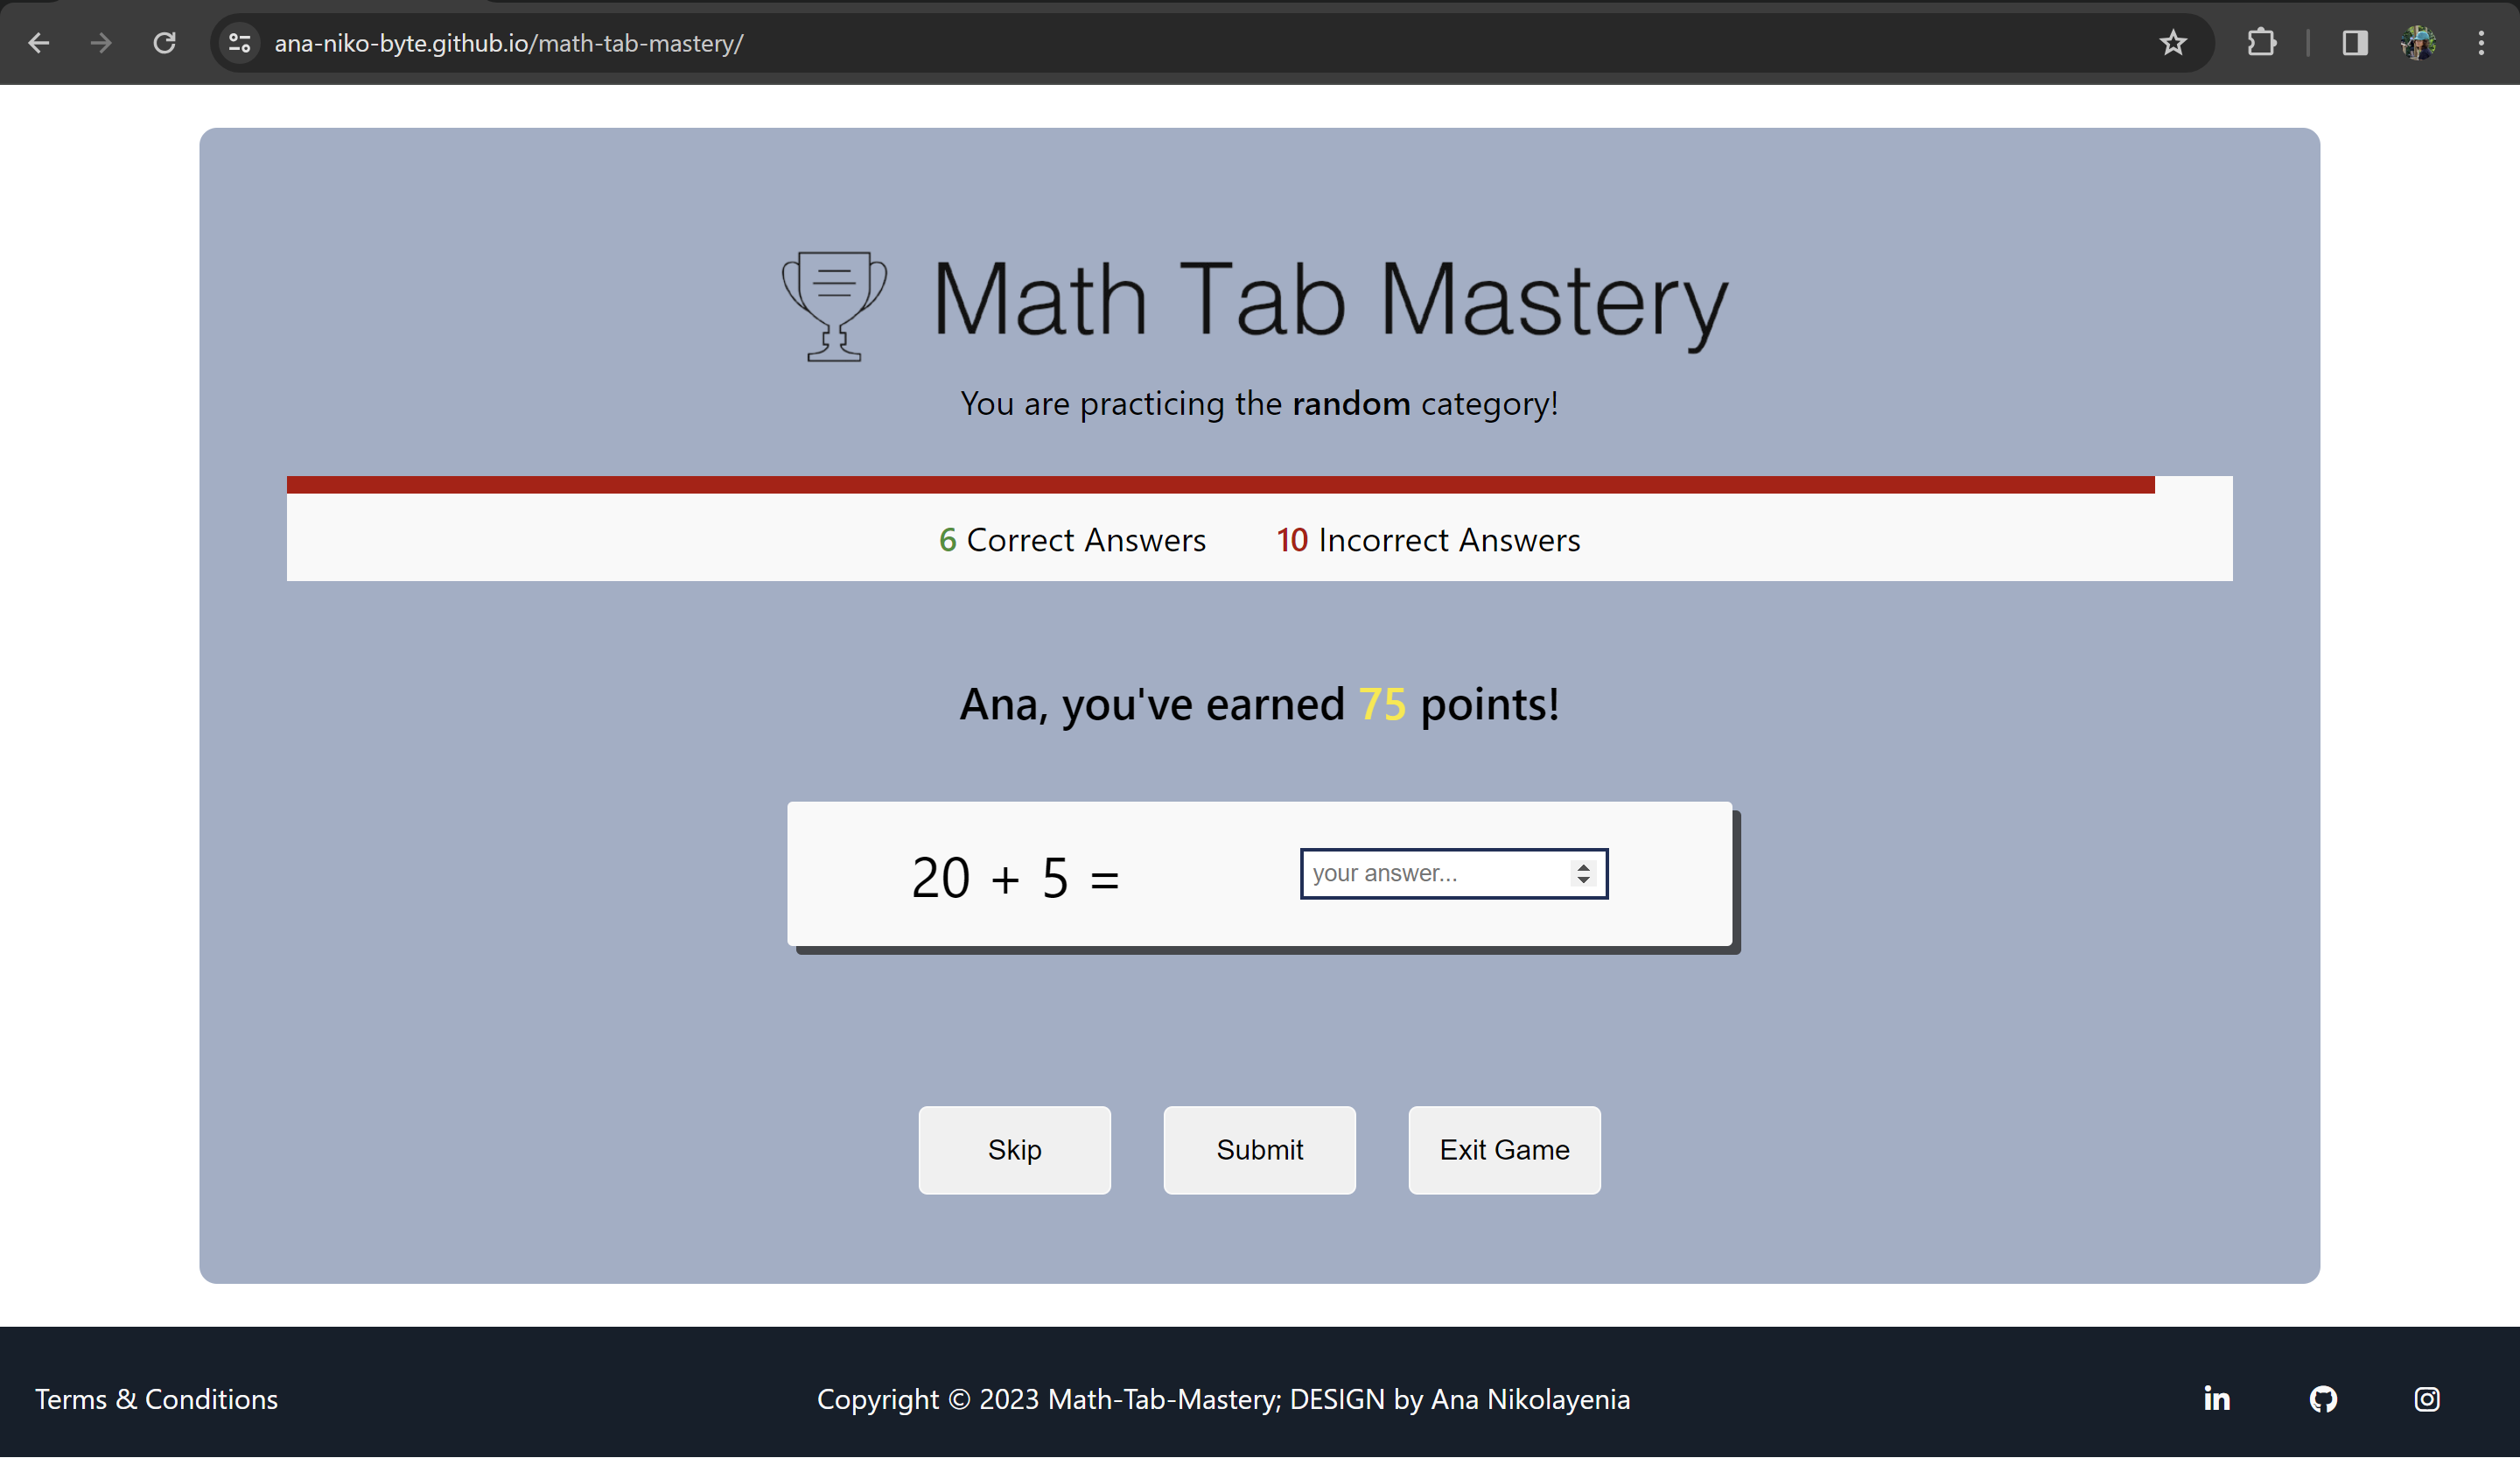 ana-niko-byte.github.io/math-tab-mastery/
Math Tab Mastery
You are practicing the random category!
6 Correct Answers 10 Incorrect Answers
Ana, you've earned 75 points!
20 + 5 = your answer...
Skip Submit Exit Game
Terms & Conditions Copyright © 2023 Math-Tab-Mastery; DESIGN by Ana Nikolayenia in